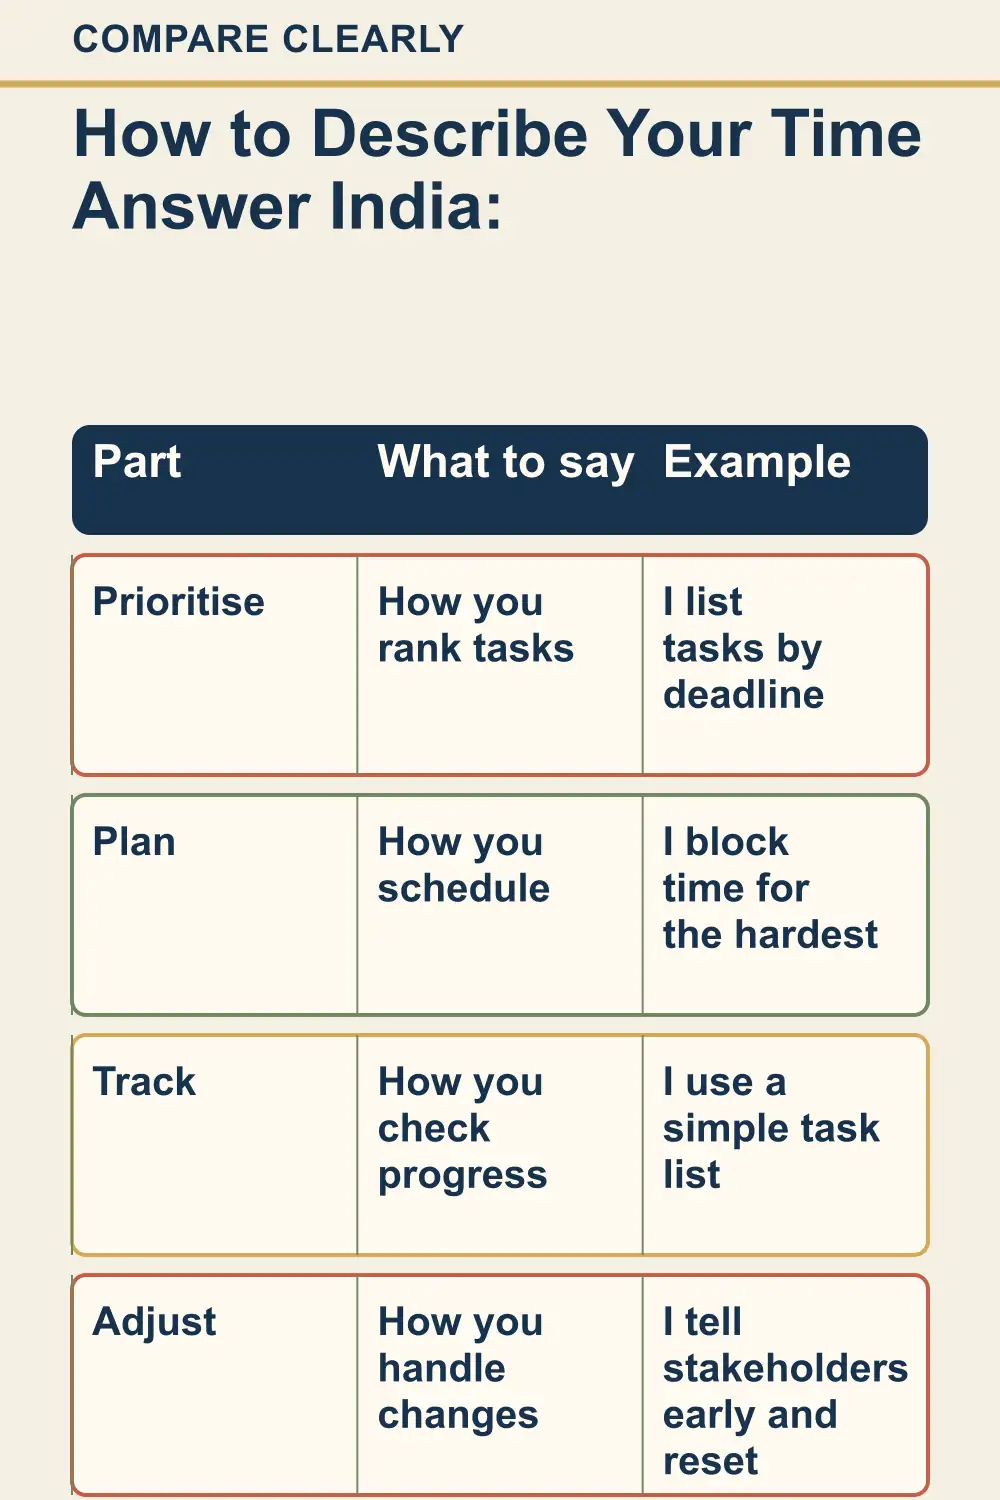 COMPARE CLEARLY
How to Describe Your Time
Answer India:
Part What to say Example
Prioritise
How you
rank tasks
I list
tasks by
deadline
Plan
How you
schedule
I block
time for
the hardest
Track
How you
check
progress
I use a
simple task
list
Adjust
How you
handle
changes
I tell
stakeholders
early and
reset